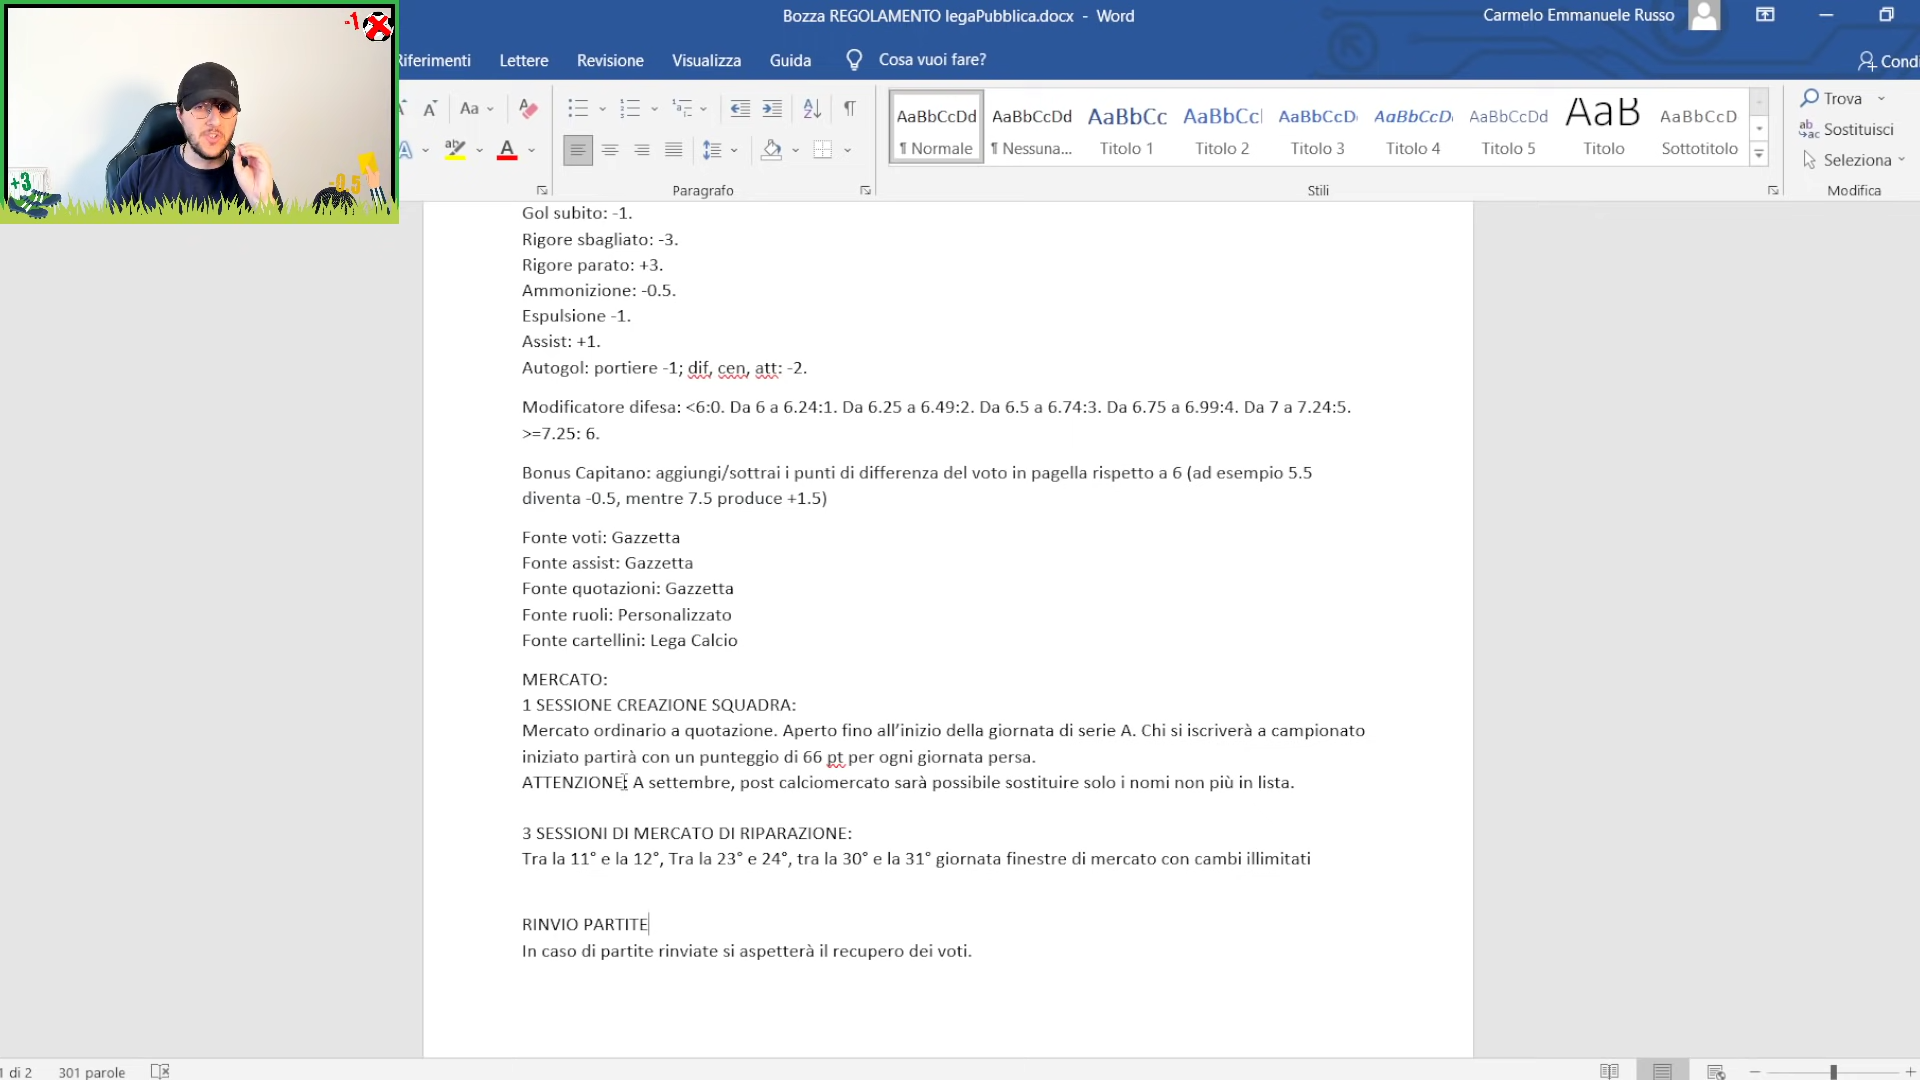 Bozza REGOLAMENTO legaPubblica.docx - Word
Carmelo Emmanuele Russo
-1
+3
-0.5
Riferimenti Lettere Revisione Visualizza Guida Cosa vuoi fare? Condi
Aa
A
AaBbCcDd AaBbCcDd AaBbCc AaBbCcI AaBbCcD AaBbCcD AaBbCcDd AaB AaBbCcD
¶ Normale ¶ Nessuna... Titolo 1 Titolo 2 Titolo 3 Titolo 4 Titolo 5 Titolo Sottotitolo
Trova
Sostituisci
Seleziona
Paragrafo Stili Modifica
Gol subito: -1.
Rigore sbagliato: -3.
Rigore parato: +3.
Ammonizione: -0.5.
Espulsione -1.
Assist: +1.
Autogol: portiere -1; dif, cen, att: -2.
Modificatore difesa: <6:0. Da 6 a 6.24:1. Da 6.25 a 6.49:2. Da 6.5 a 6.74:3. Da 6.75 a 6.99:4. Da 7 a 7.24:5.
>=7.25: 6.
Bonus Capitano: aggiungi/sottrai i punti di differenza del voto in pagella rispetto a 6 (ad esempio 5.5
diventa -0.5, mentre 7.5 produce +1.5)
Fonte voti: Gazzetta
Fonte assist: Gazzetta
Fonte quotazioni: Gazzetta
Fonte ruoli: Personalizzato
Fonte cartellini: Lega Calcio
MERCATO:
1 SESSIONE CREAZIONE SQUADRA:
Mercato ordinario a quotazione. Aperto fino all’inizio della giornata di serie A. Chi si iscriverà a campionato
iniziato partirà con un punteggio di 66 pt per ogni giornata persa.
ATTENZIONE: A settembre, post calciomercato sarà possibile sostituire solo i nomi non più in lista.
3 SESSIONI DI MERCATO DI RIPARAZIONE:
Tra la 11° e la 12°, Tra la 23° e 24°, tra la 30° e la 31° giornata finestre di mercato con cambi illimitati
RINVIO PARTITE
In caso di partite rinviate si aspetterà il recupero dei voti.
1 di 2 301 parole